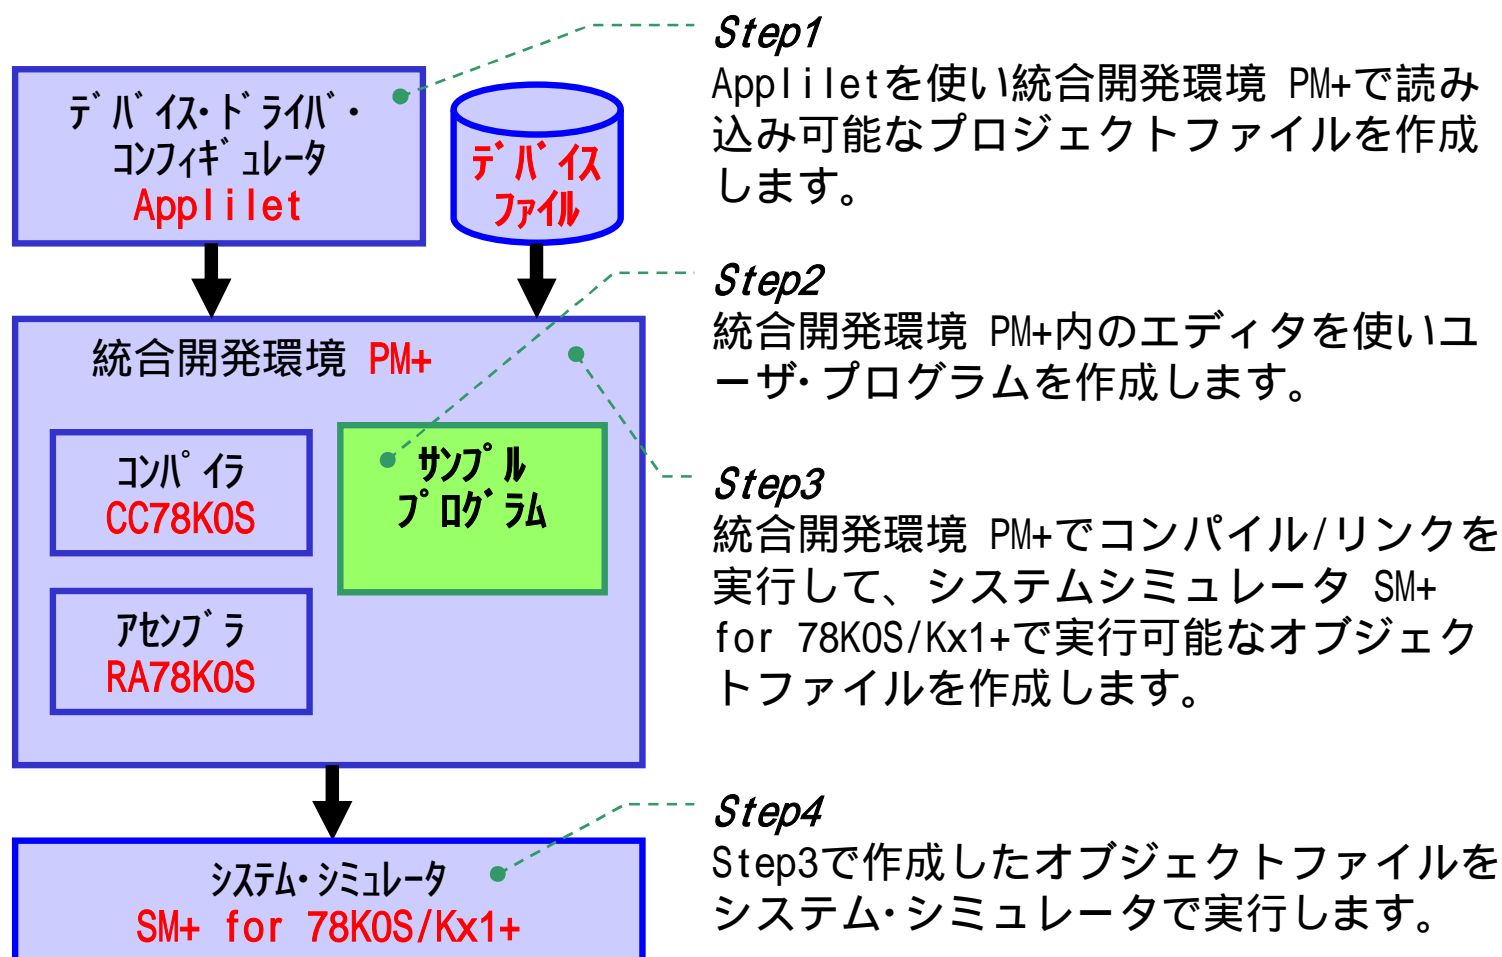 デバイス・ドライバ・
コンフィギュレータ
Applilet
デバイス
ファイル
統合開発環境 PM+
コンパイラ
CC78K0S
サンプル
プログラム
アセンブラ
RA78K0S
システム・シミュレータ
SM+ for 78K0S/Kx1+
Step1
Appliletを使い統合開発環境 PM+で読み
込み可能なプロジェクトファイルを作成
します。
Step2
統合開発環境 PM+内のエディタを使いユ
ーザ・プログラムを作成します。
Step3
統合開発環境 PM+でコンパイル/リンクを
実行して、システムシミュレータ SM+
for 78K0S/Kx1+で実行可能なオブジェク
トファイルを作成します。
Step4
Step3で作成したオブジェクトファイルを
システム・シミュレータで実行します。